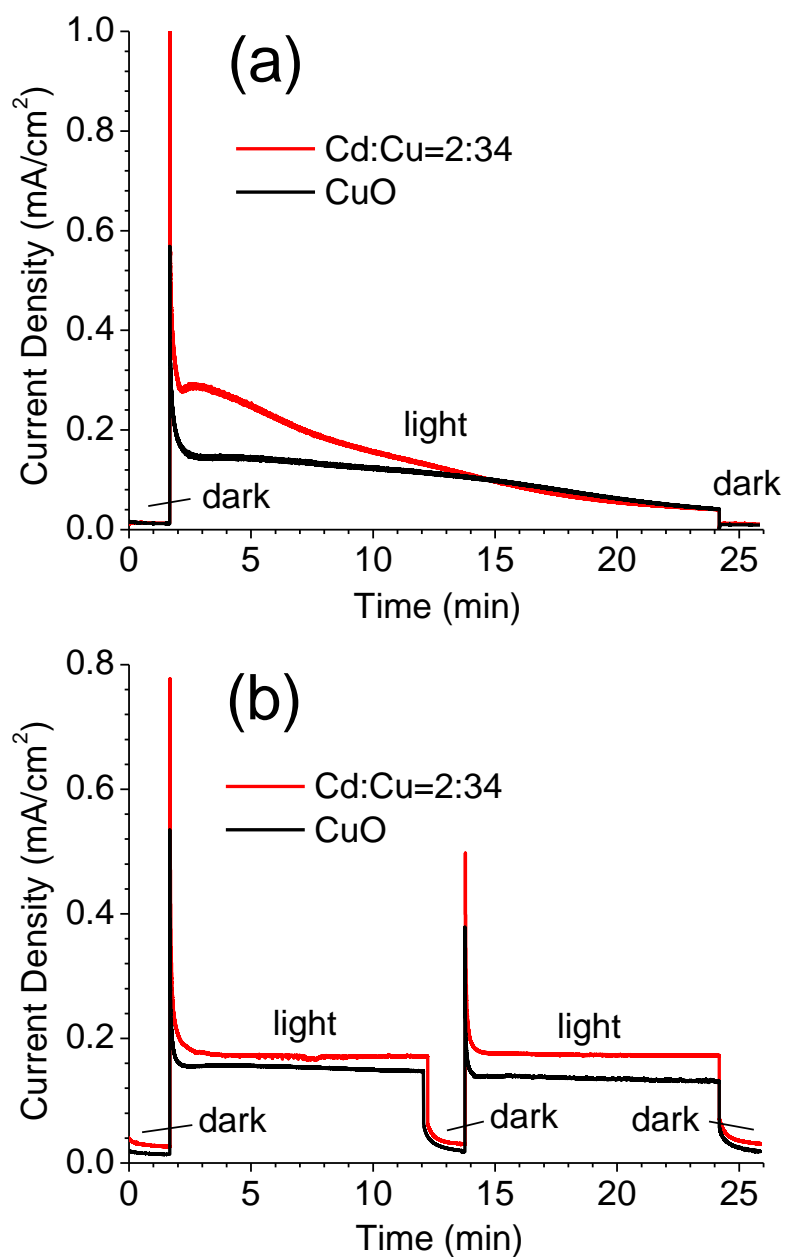 (a)
Cd:Cu=2:34
CuO
light
dark
dark
1.0
0.8
0.6
0.4
0.2
0.0
Current Density (mA/cm²)
0 5 10 15 20 25
Time (min)
(b)
Cd:Cu=2:34
CuO
light
light
dark
dark
dark
0.8
0.6
0.4
0.2
0.0
Current Density (mA/cm²)
0 5 10 15 20 25
Time (min)